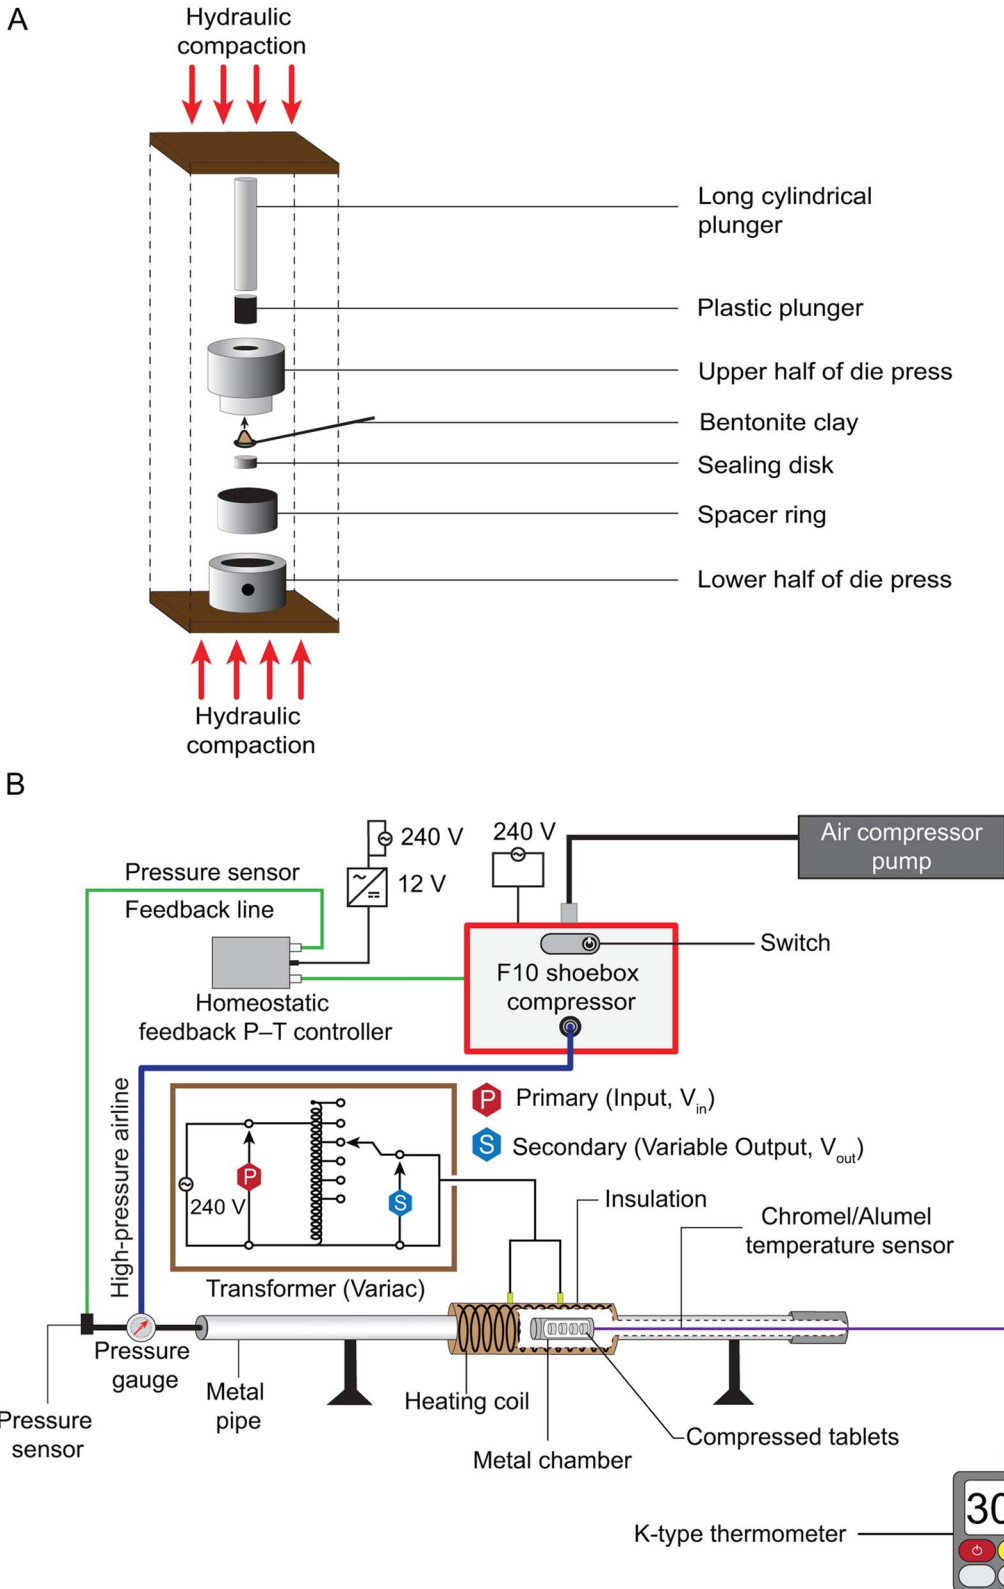 A
Hydraulic
compaction
Long cylindrical
plunger
Plastic plunger
Upper half of die press
Bentonite clay
Sealing disk
Spacer ring
Lower half of die press
Hydraulic
compaction
B
240 V
12 V
240 V
Air compressor
pump
Pressure sensor
Feedback line
Switch
F10 shoebox
compressor
Homeostatic
feedback P–T controller
High-pressure airline
P Primary (Input, Vin)
S Secondary (Variable Output, Vout)
P
S
240 V
Transformer (Variac)
Insulation
Chromel/Alumel
temperature sensor
Pressure
gauge
Metal
pipe
Heating coil
Pressure
sensor
Metal chamber
Compressed tablets
K-type thermometer
30